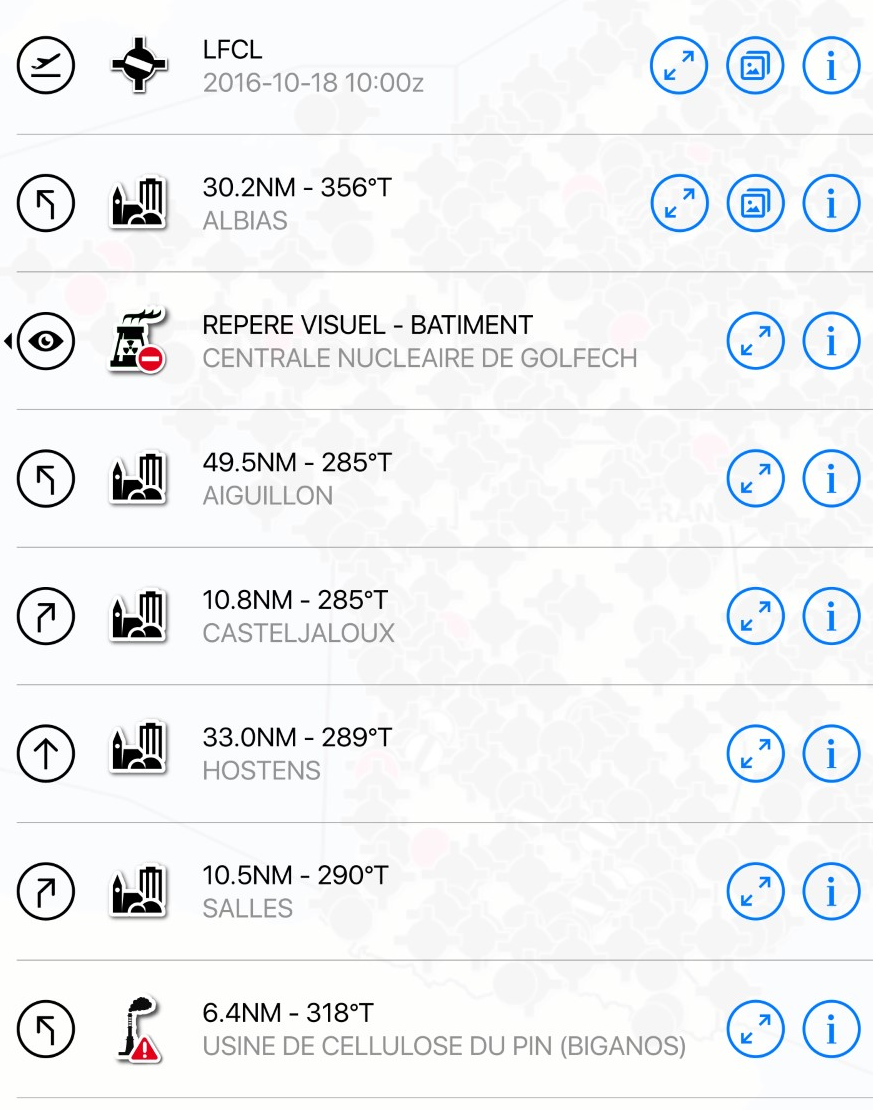 LFCL
2016-10-18 10:00z
30.2NM - 356°T
ALBIAS
REPERE VISUEL - BATIMENT
CENTRALE NUCLEAIRE DE GOLFECH
49.5NM - 285°T
AIGUILLON
10.8NM - 285°T
CASTELJALOUX
33.0NM - 289°T
HOSTENS
10.5NM - 290°T
SALLES
6.4NM - 318°T
USINE DE CELLULOSE DU PIN (BIGANOS)